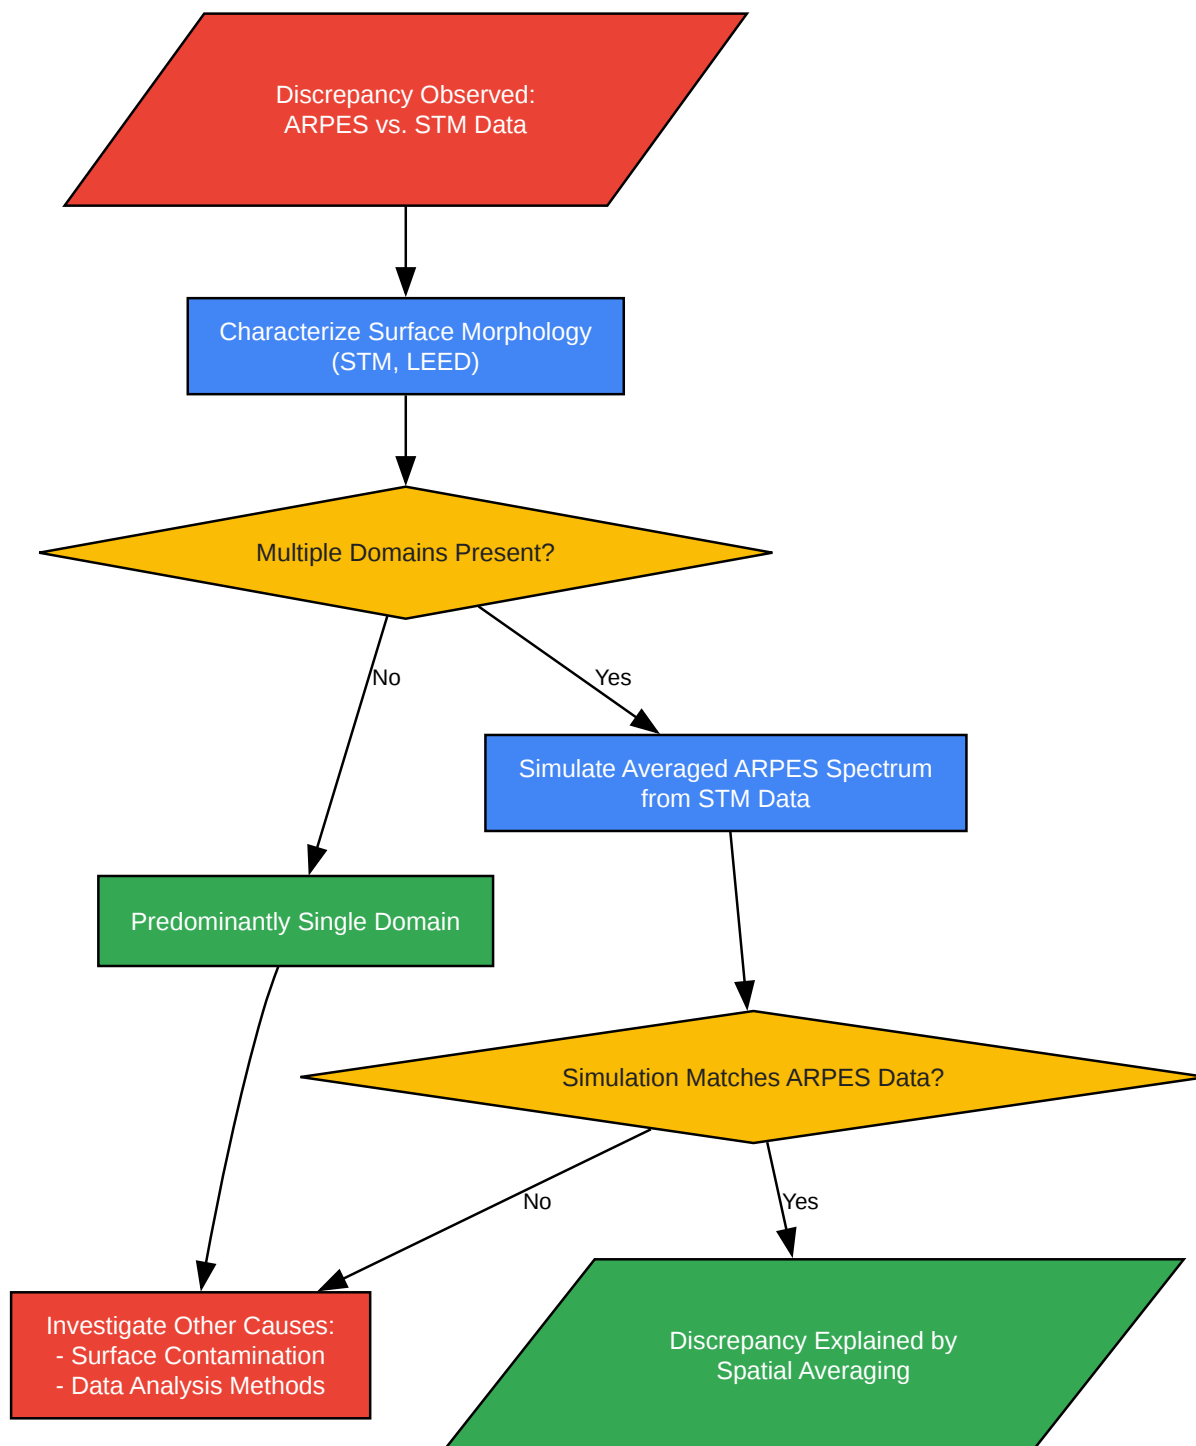 Discrepancy Observed:
ARPES vs. STM Data
Characterize Surface Morphology
(STM, LEED)
Multiple Domains Present?
No
Yes
Simulate Averaged ARPES Spectrum
from STM Data
Predominantly Single Domain
Simulation Matches ARPES Data?
No
Yes
Investigate Other Causes:
- Surface Contamination
- Data Analysis Methods
Discrepancy Explained by
Spatial Averaging